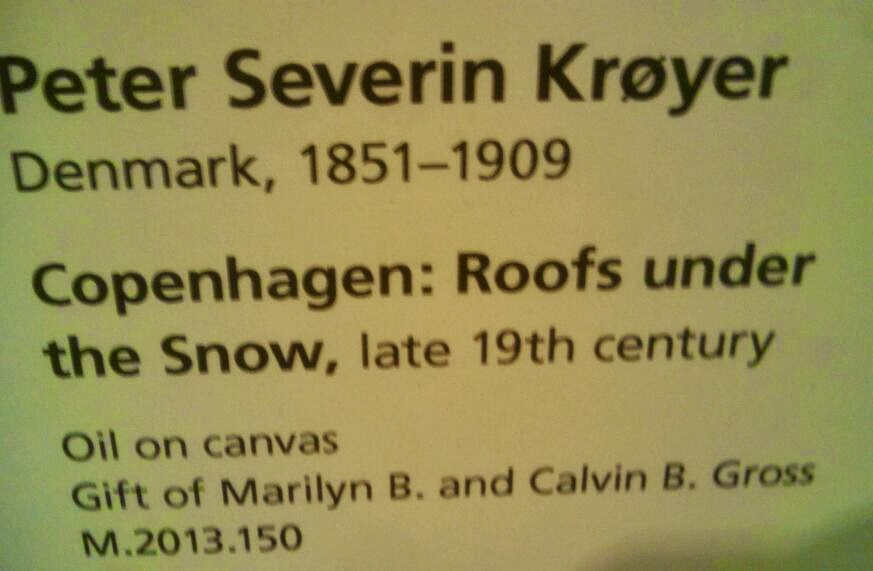 Peter Severin Krøyer
Denmark, 1851–1909
Copenhagen: Roofs under
the Snow, late 19th century
Oil on canvas
Gift of Marilyn B. and Calvin B. Gross
M.2013.150